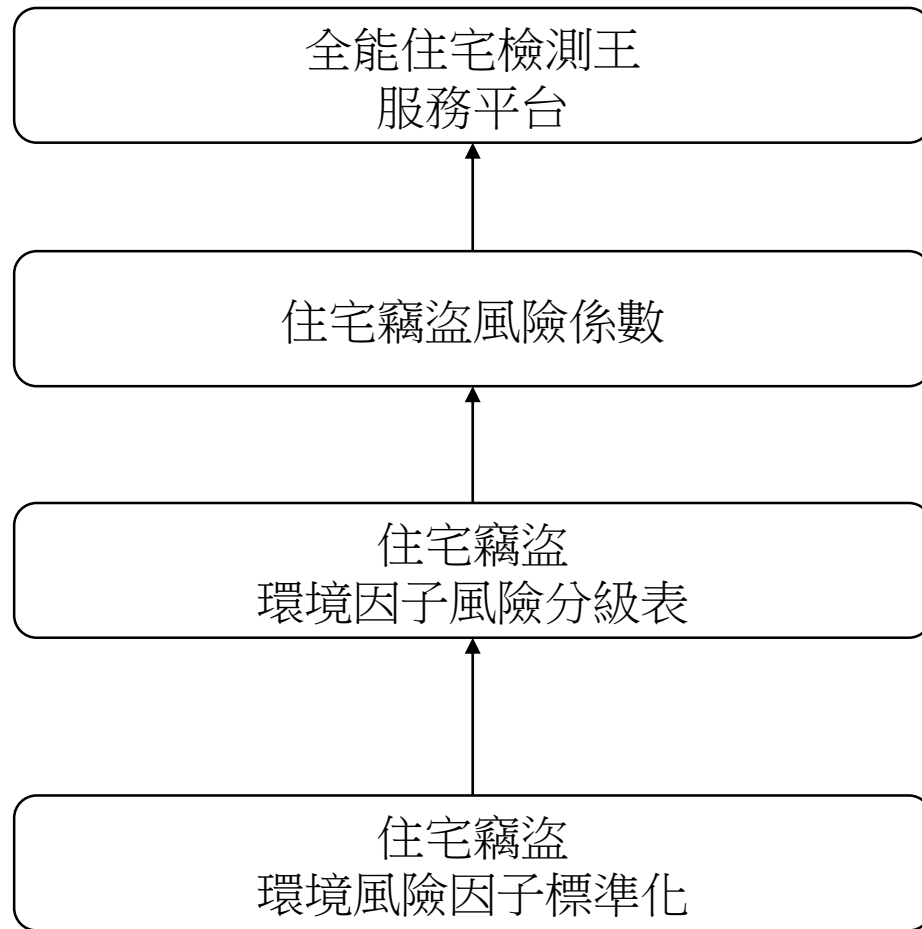 全能住宅檢測王
服務平台
住宅竊盜風險係數
住宅竊盜
環境因子風險分級表
住宅竊盜
環境風險因子標準化